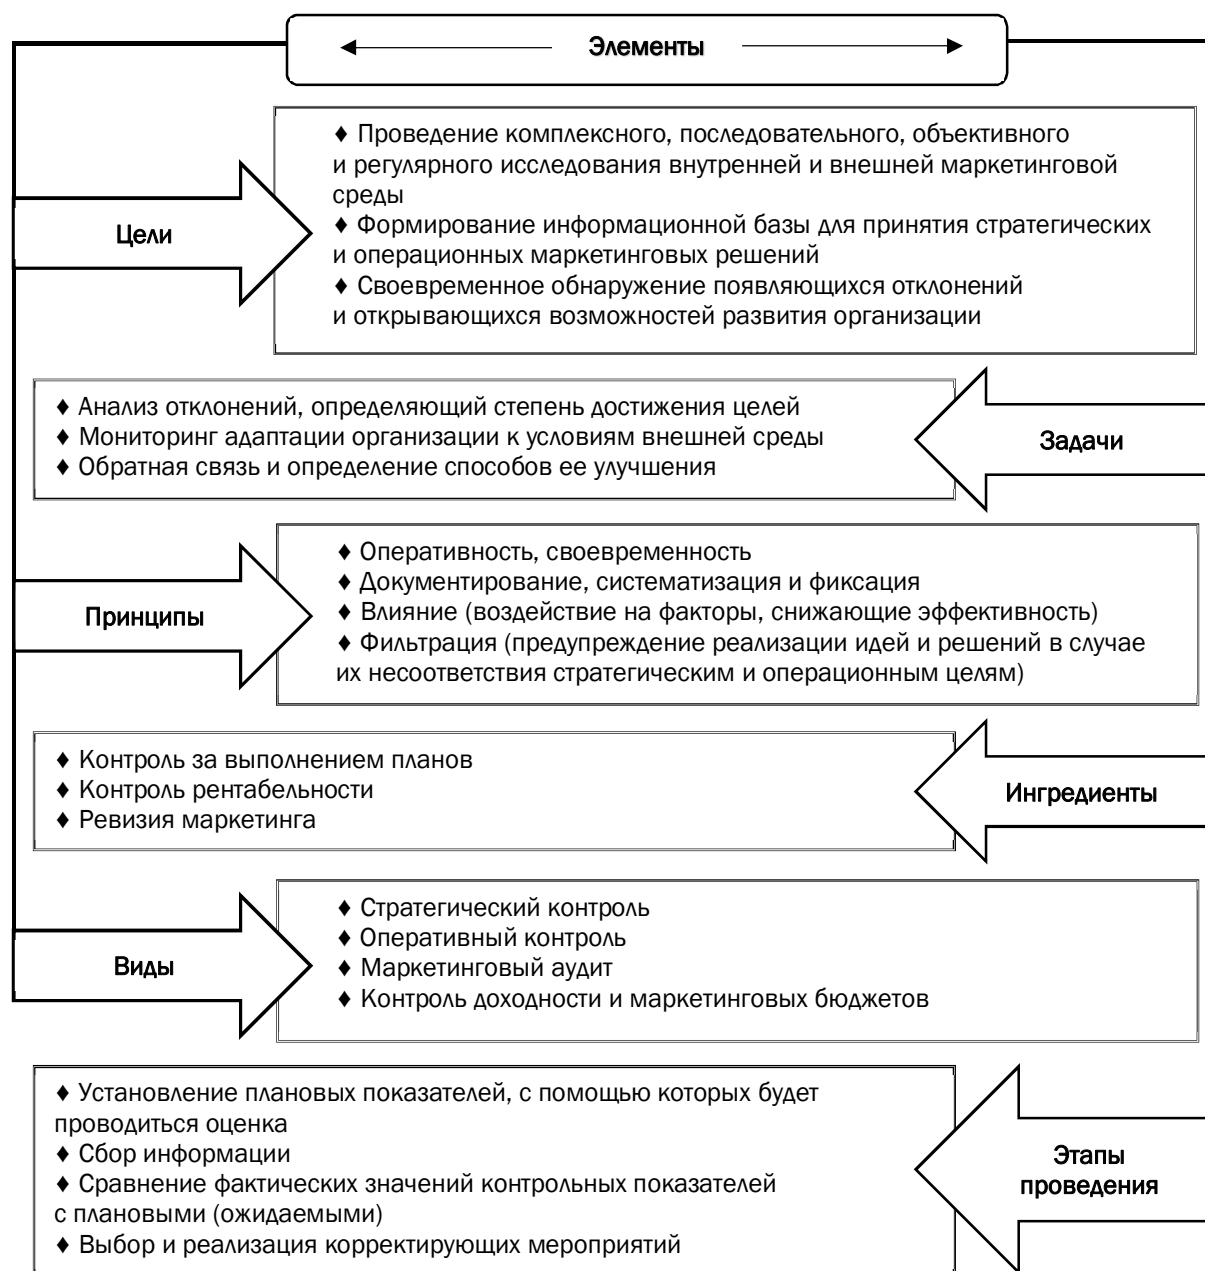 Элементы
♦ Проведение комплексного, последовательного, объективного
и регулярного исследования внутренней и внешней маркетинговой
среды
♦ Формирование информационной базы для принятия стратегических
и операционных маркетинговых решений
♦ Своевременное обнаружение появляющихся отклонений
и открывающихся возможностей развития организации
Цели
♦ Анализ отклонений, определяющий степень достижения целей
♦ Мониторинг адаптации организации к условиям внешней среды
♦ Обратная связь и определение способов ее улучшения
Задачи
♦ Оперативность, своевременность
♦ Документирование, систематизация и фиксация
♦ Влияние (воздействие на факторы, снижающие эффективность)
♦ Фильтрация (предупреждение реализации идей и решений в случае
их несоответствия стратегическим и операционным целям)
Принципы
♦ Контроль за выполнением планов
♦ Контроль рентабельности
♦ Ревизия маркетинга
Ингредиенты
♦ Стратегический контроль
♦ Оперативный контроль
♦ Маркетинговый аудит
♦ Контроль доходности и маркетинговых бюджетов
Виды
♦ Установление плановых показателей, с помощью которых будет
проводиться оценка
♦ Сбор информации
♦ Сравнение фактических значений контрольных показателей
с плановыми (ожидаемыми)
♦ Выбор и реализация корректирующих мероприятий
Этапы
проведения